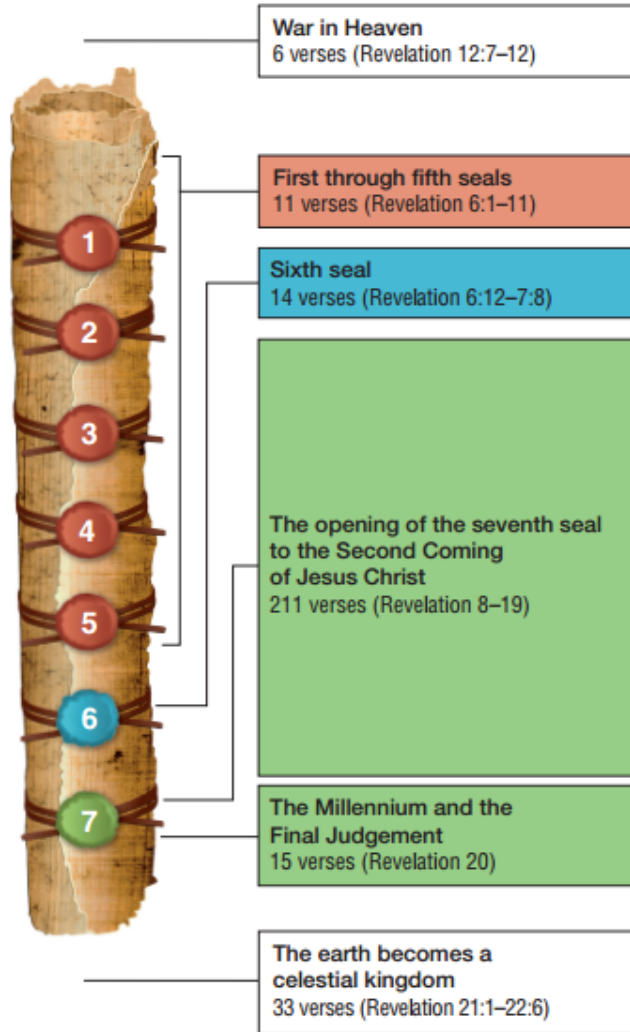 War in Heaven
6 verses (Revelation 12:7–12)
First through fifth seals
11 verses (Revelation 6:1–11)
1
Sixth seal
14 verses (Revelation 6:12–7:8)
2
3
4
The opening of the seventh seal
to the Second Coming
of Jesus Christ
211 verses (Revelation 8–19)
5
6
7
The Millennium and the
Final Judgement
15 verses (Revelation 20)
The earth becomes a
celestial kingdom
33 verses (Revelation 21:1–22:6)